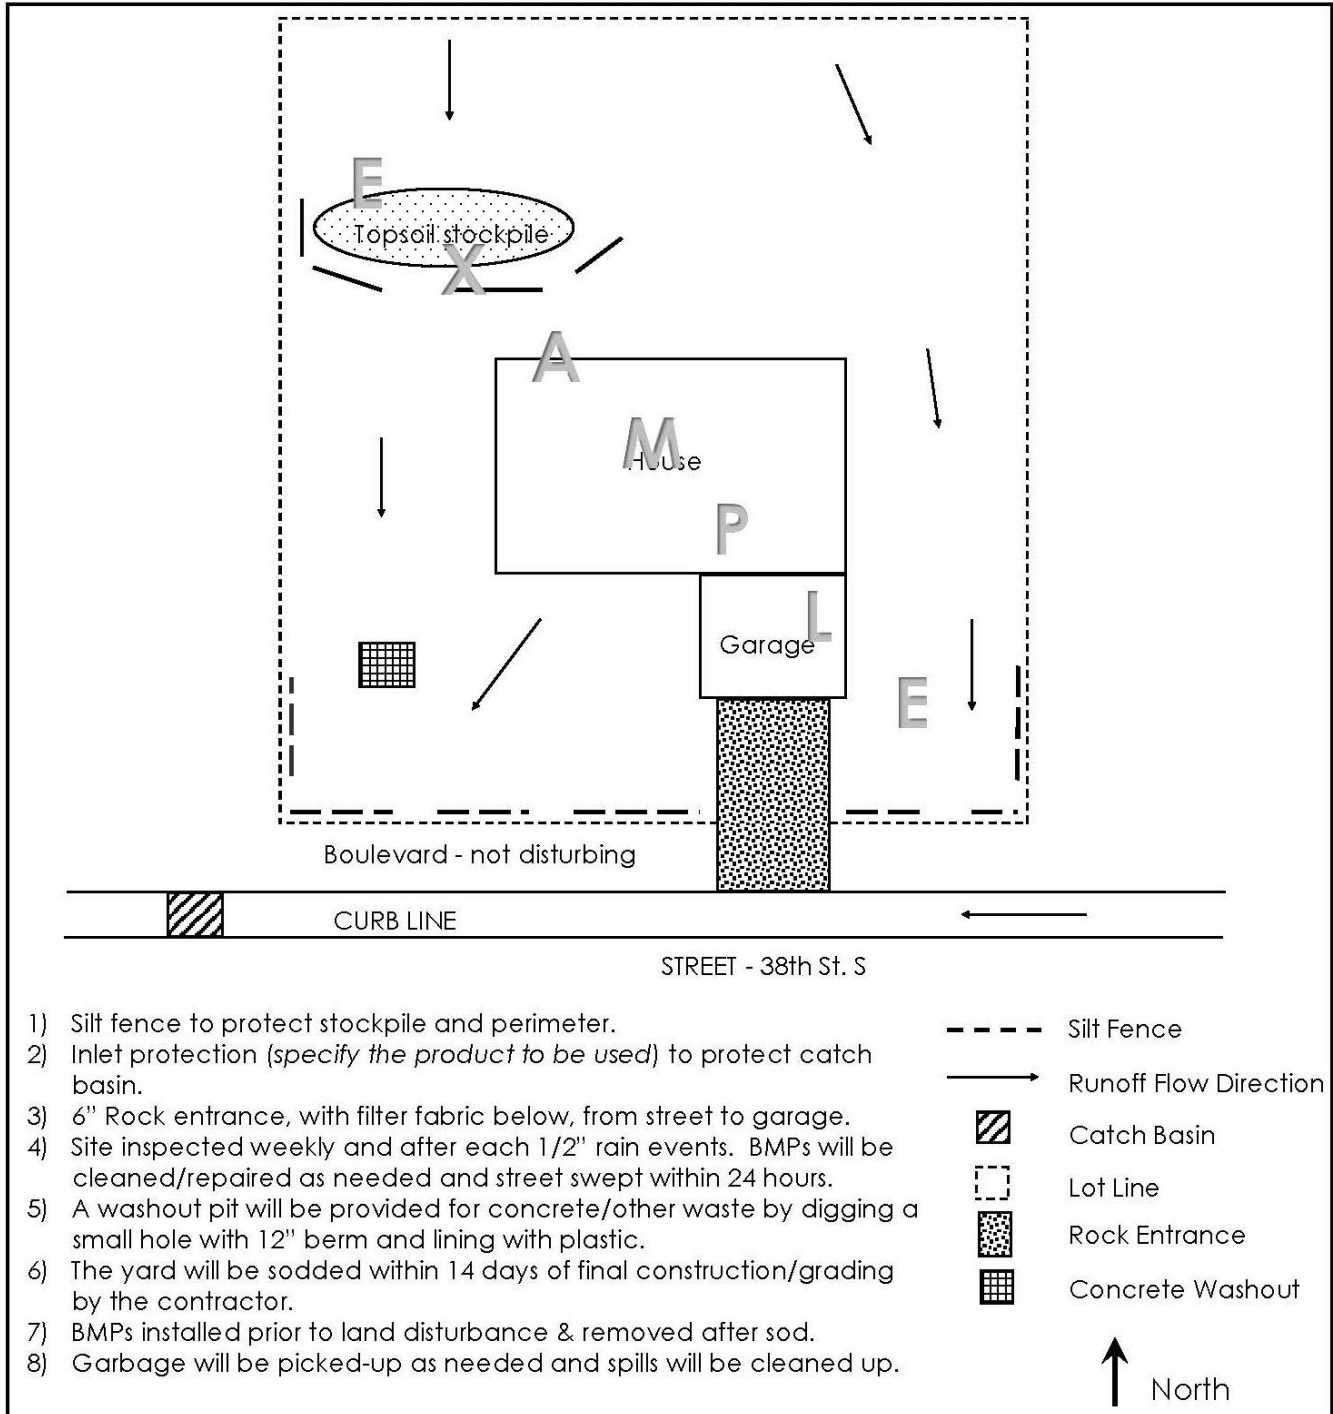 EXAMPLE
Topsoil stockpile
House
Garage
Boulevard - not disturbing
CURB LINE
STREET - 38th St. S
1) Silt fence to protect stockpile and perimeter.
2) Inlet protection (specify the product to be used) to protect catch
basin.
3) 6" Rock entrance, with filter fabric below, from street to garage.
4) Site inspected weekly and after each 1/2" rain events. BMPs will be
cleaned/repaired as needed and street swept within 24 hours.
5) A washout pit will be provided for concrete/other waste by digging a
small hole with 12" berm and lining with plastic.
6) The yard will be sodded within 14 days of final construction/grading
by the contractor.
7) BMPs installed prior to land disturbance & removed after sod.
8) Garbage will be picked-up as needed and spills will be cleaned up.
Silt Fence
Runoff Flow Direction
Catch Basin
Lot Line
Rock Entrance
Concrete Washout
North